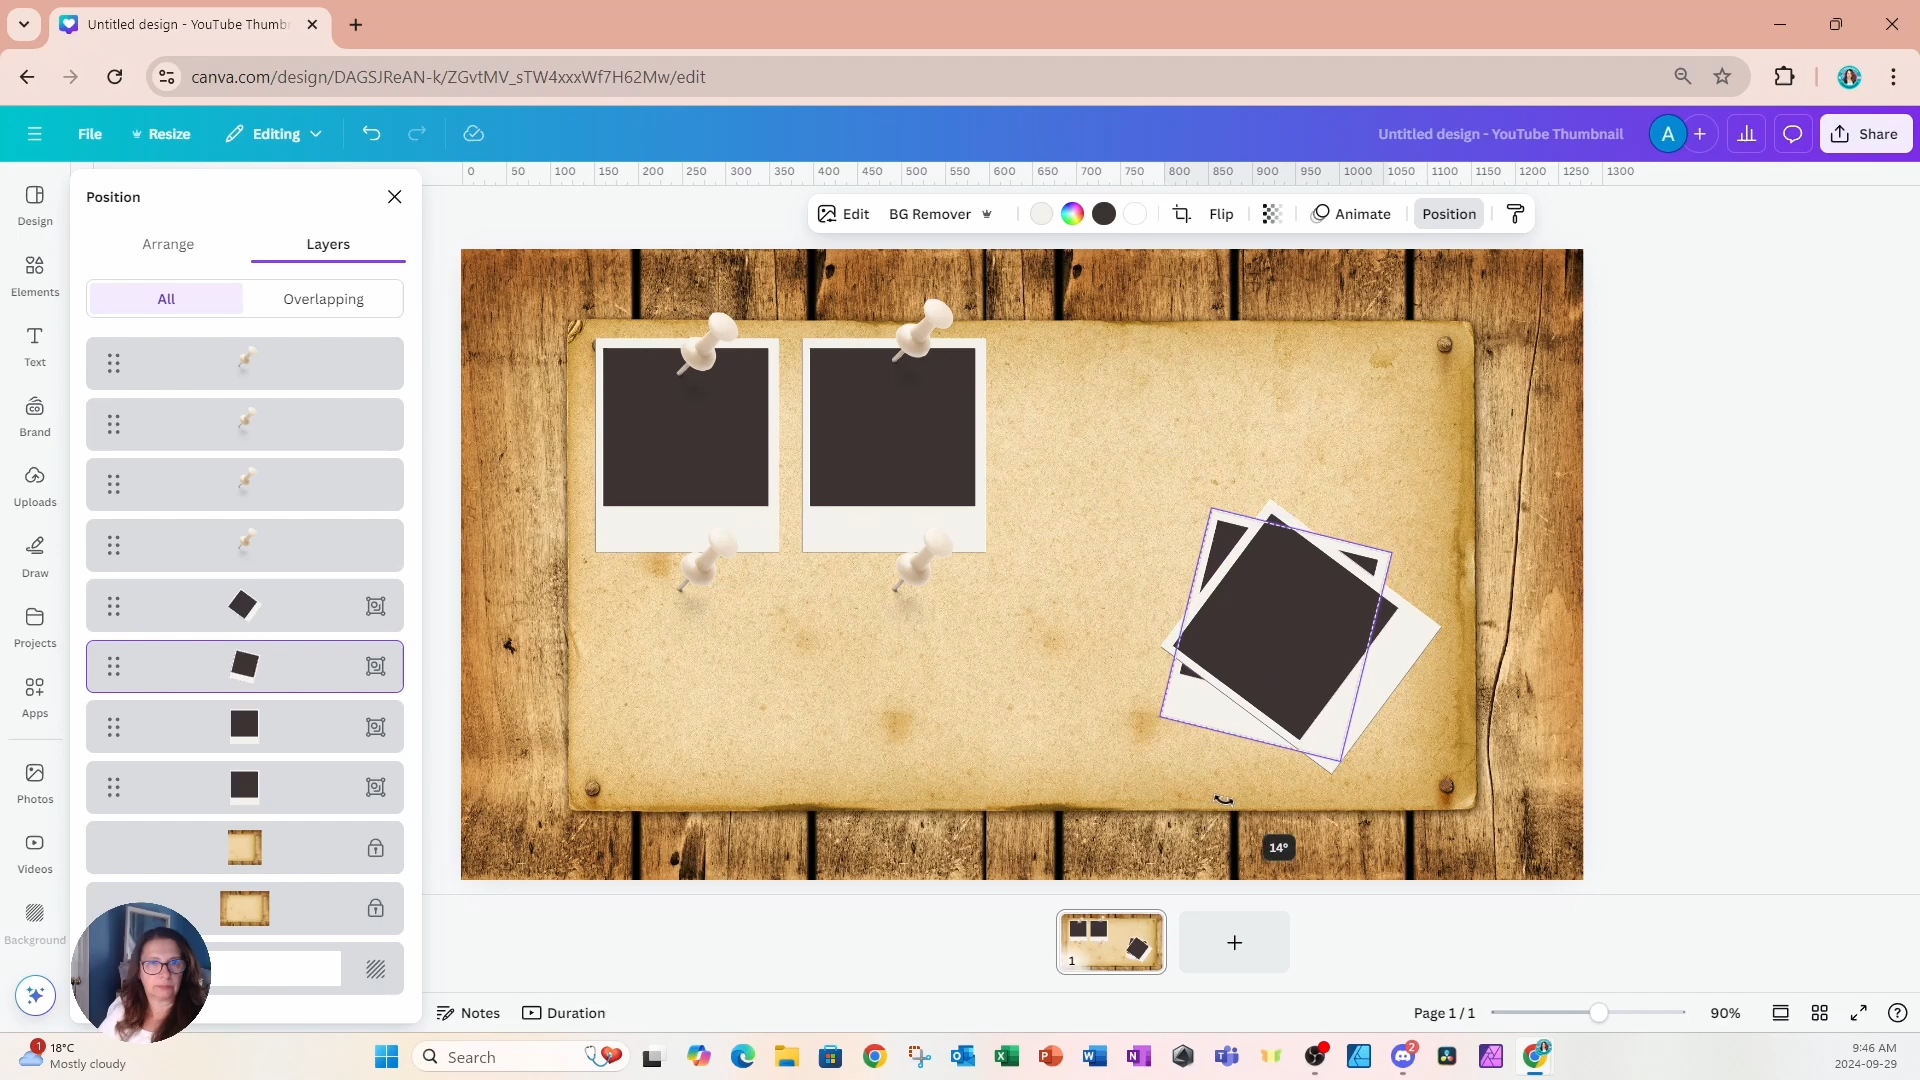 Untitled design - YouTube Thumbn
canva.com/design/DAGSJReAN-k/ZGvtMV_sTW4xxxWf7H62Mw/edit
File
Resize
Editing
Untitled design - YouTube Thumbnail
A
Share
0 50 100 150 200 250 300 350 400 450 500 550 600 650 700 750 800 850 900 950 1000 1050 1100 1150 1200 1250 1300
Design
Elements
Text
Brand
Uploads
Draw
Projects
Apps
Photos
Videos
Background
Position
Arrange
Layers
All
Overlapping
Edit
BG Remover
Flip
Animate
Position
14°
1
Notes
Duration
Page 1 / 1
90%
1
18°C
Mostly cloudy
Search
2
9:46 AM
2024-09-29